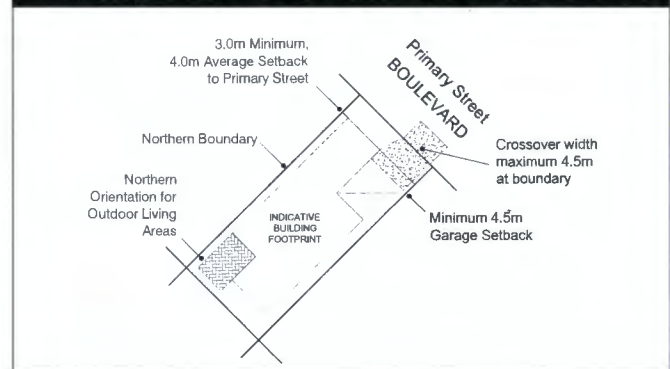 3.0m Minimum,
4.0m Average Setback
to Primary Street
Primary Street
BOULEVARD
Northern Boundary
Crossover width
maximum 4.5m
at boundary
Northern
Orientation for
Outdoor Living
Areas
INDICATIVE
BUILDING
FOOTPRINT
Minimum 4.5m
Garage Setback